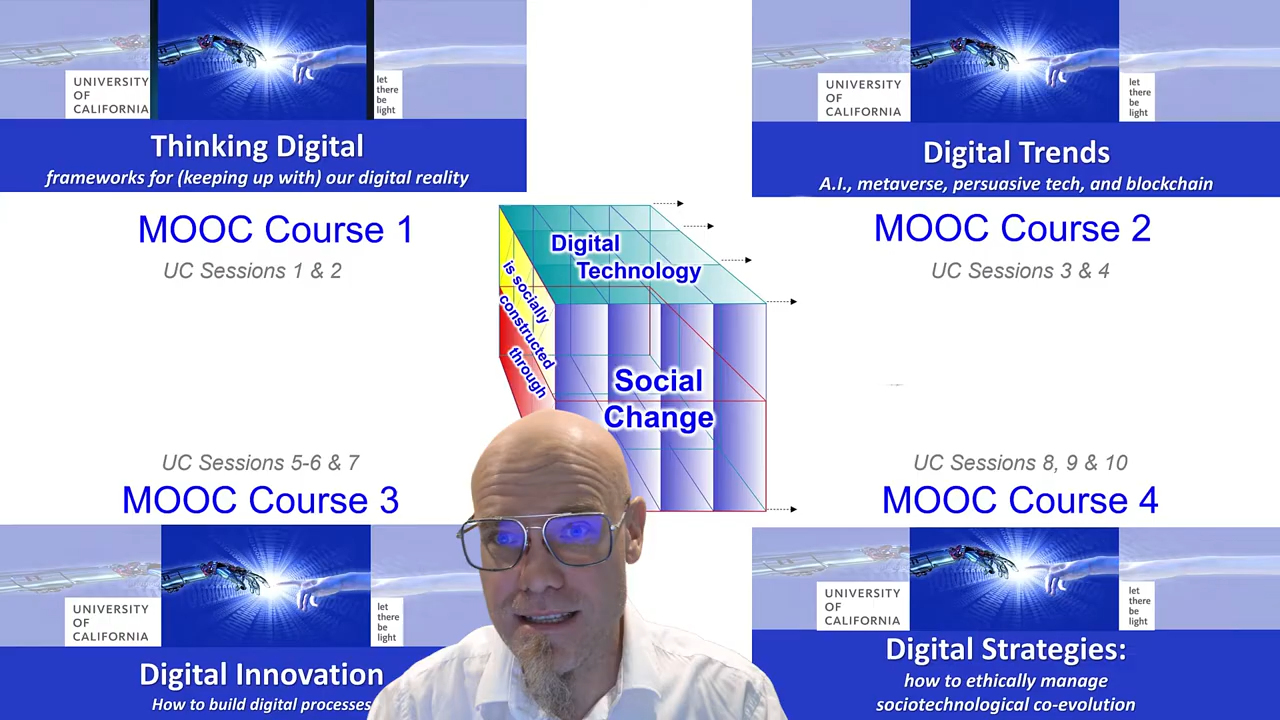 UNIVERSITY
OF
CALIFORNIA
let
there
be
light
Thinking Digital
frameworks for (keeping up with) our digital reality
MOOC Course 1
UC Sessions 1 & 2
UNIVERSITY
OF
CALIFORNIA
let
there
be
light
Digital Trends
A.I., metaverse, persuasive tech, and blockchain
MOOC Course 2
UC Sessions 3 & 4
Digital
Technology
is socially
constructed
through
Social
Change
UC Sessions 5-6 & 7
MOOC Course 3
UNIVERSITY
OF
CALIFORNIA
let
there
be
light
Digital Innovation
How to build digital processes
UC Sessions 8, 9 & 10
MOOC Course 4
UNIVERSITY
OF
CALIFORNIA
let
there
be
light
Digital Strategies:
how to ethically manage
sociotechnological co-evolution